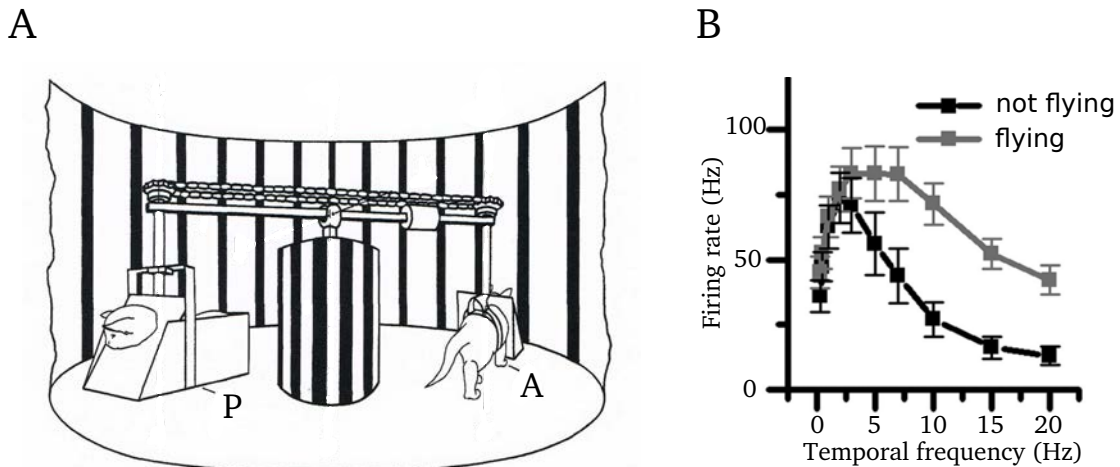 A
B
P
A
not flying
flying
100
50
0
Firing rate (Hz)
0 5 10 15 20
Temporal frequency (Hz)